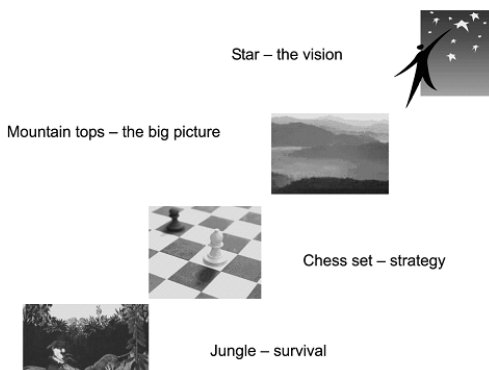 Star – the vision
Mountain tops – the big picture
Chess set – strategy
Jungle – survival